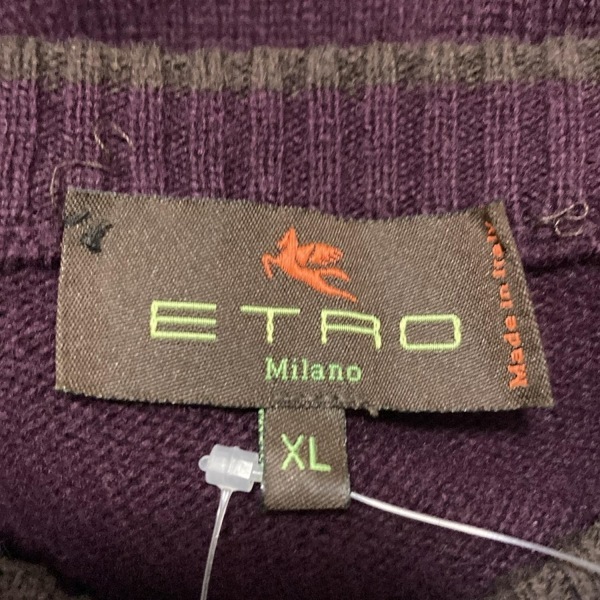 ETRO
Milano
Made in Italy
XL